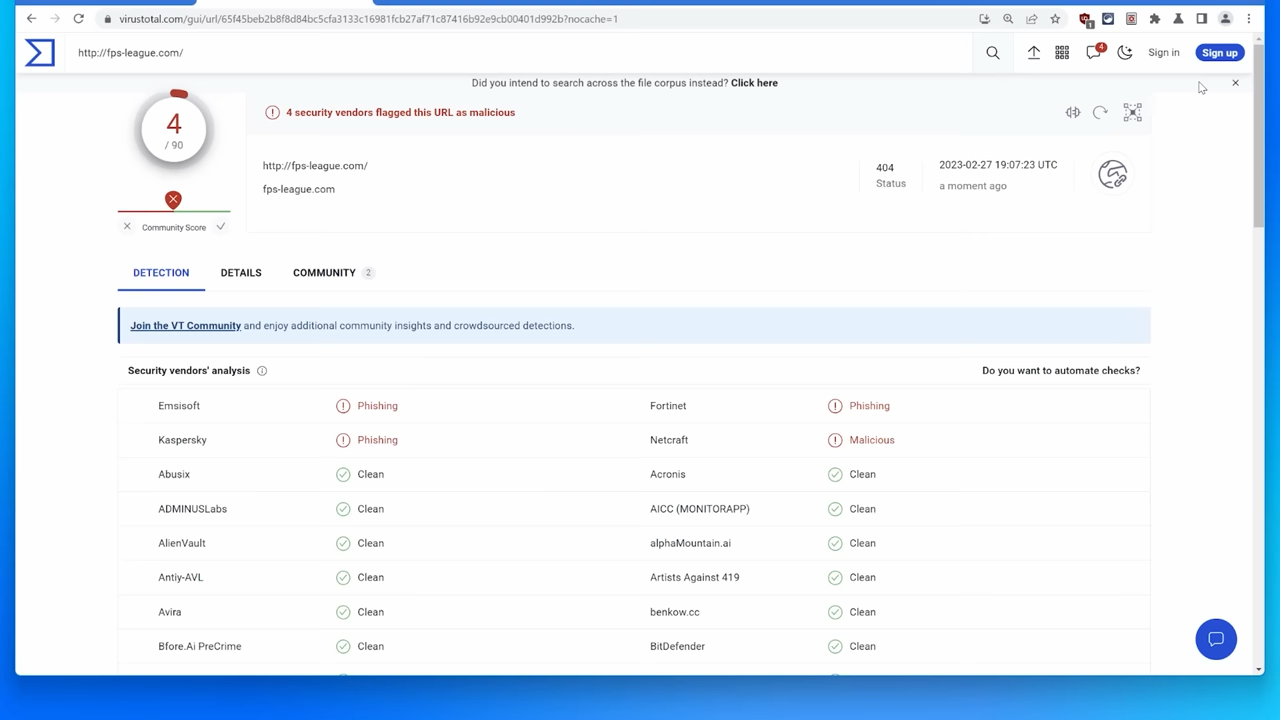 virustotal.com/gui/url/65f45beb2b8f8d84bc5cfa3133c16981fcb27af71c87416b92e9cb00401d992b?nocache=1
1
http://fps-league.com/
4
Sign in
Sign up
Did you intend to search across the file corpus instead? Click here
4
/ 90
4 security vendors flagged this URL as malicious
http://fps-league.com/
fps-league.com
404
Status
2023-02-27 19:07:23 UTC
a moment ago
Community Score
DETECTION
DETAILS
COMMUNITY 2
Join the VT Community and enjoy additional community insights and crowdsourced detections.
Security vendors' analysis
Do you want to automate checks?
Emsisoft Phishing Fortinet Phishing
Kaspersky Phishing Netcraft Malicious
Abusix Clean Acronis Clean
ADMINUSLabs Clean AICC (MONITORAPP) Clean
AlienVault Clean alphaMountain.ai Clean
Antiy-AVL Clean Artists Against 419 Clean
Avira Clean benkow.cc Clean
Bfore.Ai PreCrime Clean BitDefender Clean